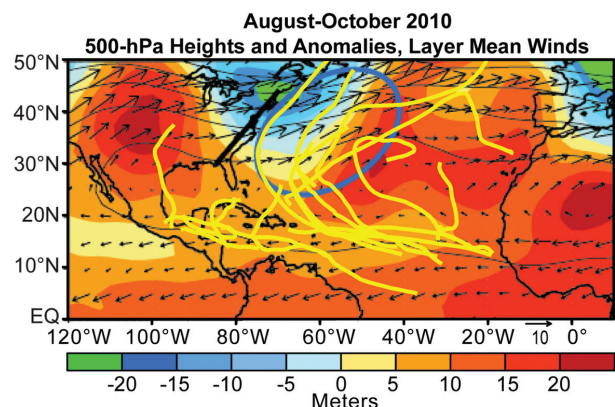 August-October 2010
500-hPa Heights and Anomalies, Layer Mean Winds
50°N
40°N
30°N
20°N
10°N
EQ
120°W 100°W 80°W 60°W 40°W 20°W 10 0°
-20 -15 -10 -5 0 5 10 15 20
Meters